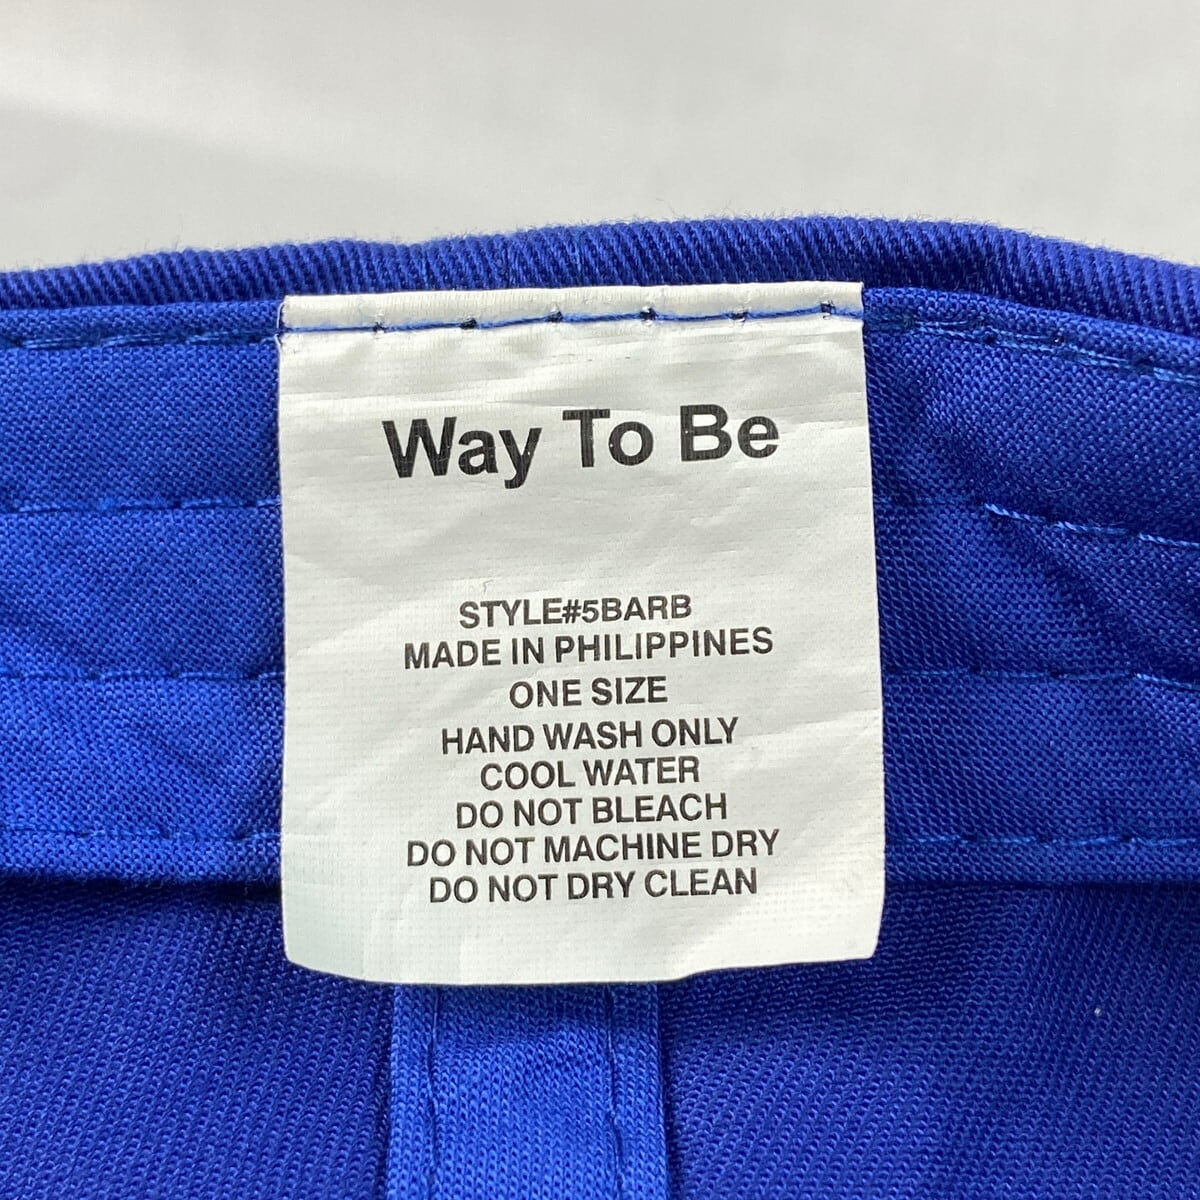 Way To Be
STYLE#5BARB
MADE IN PHILIPPINES
ONE SIZE
HAND WASH ONLY
COOL WATER
DO NOT BLEACH
DO NOT MACHINE DRY
DO NOT DRY CLEAN